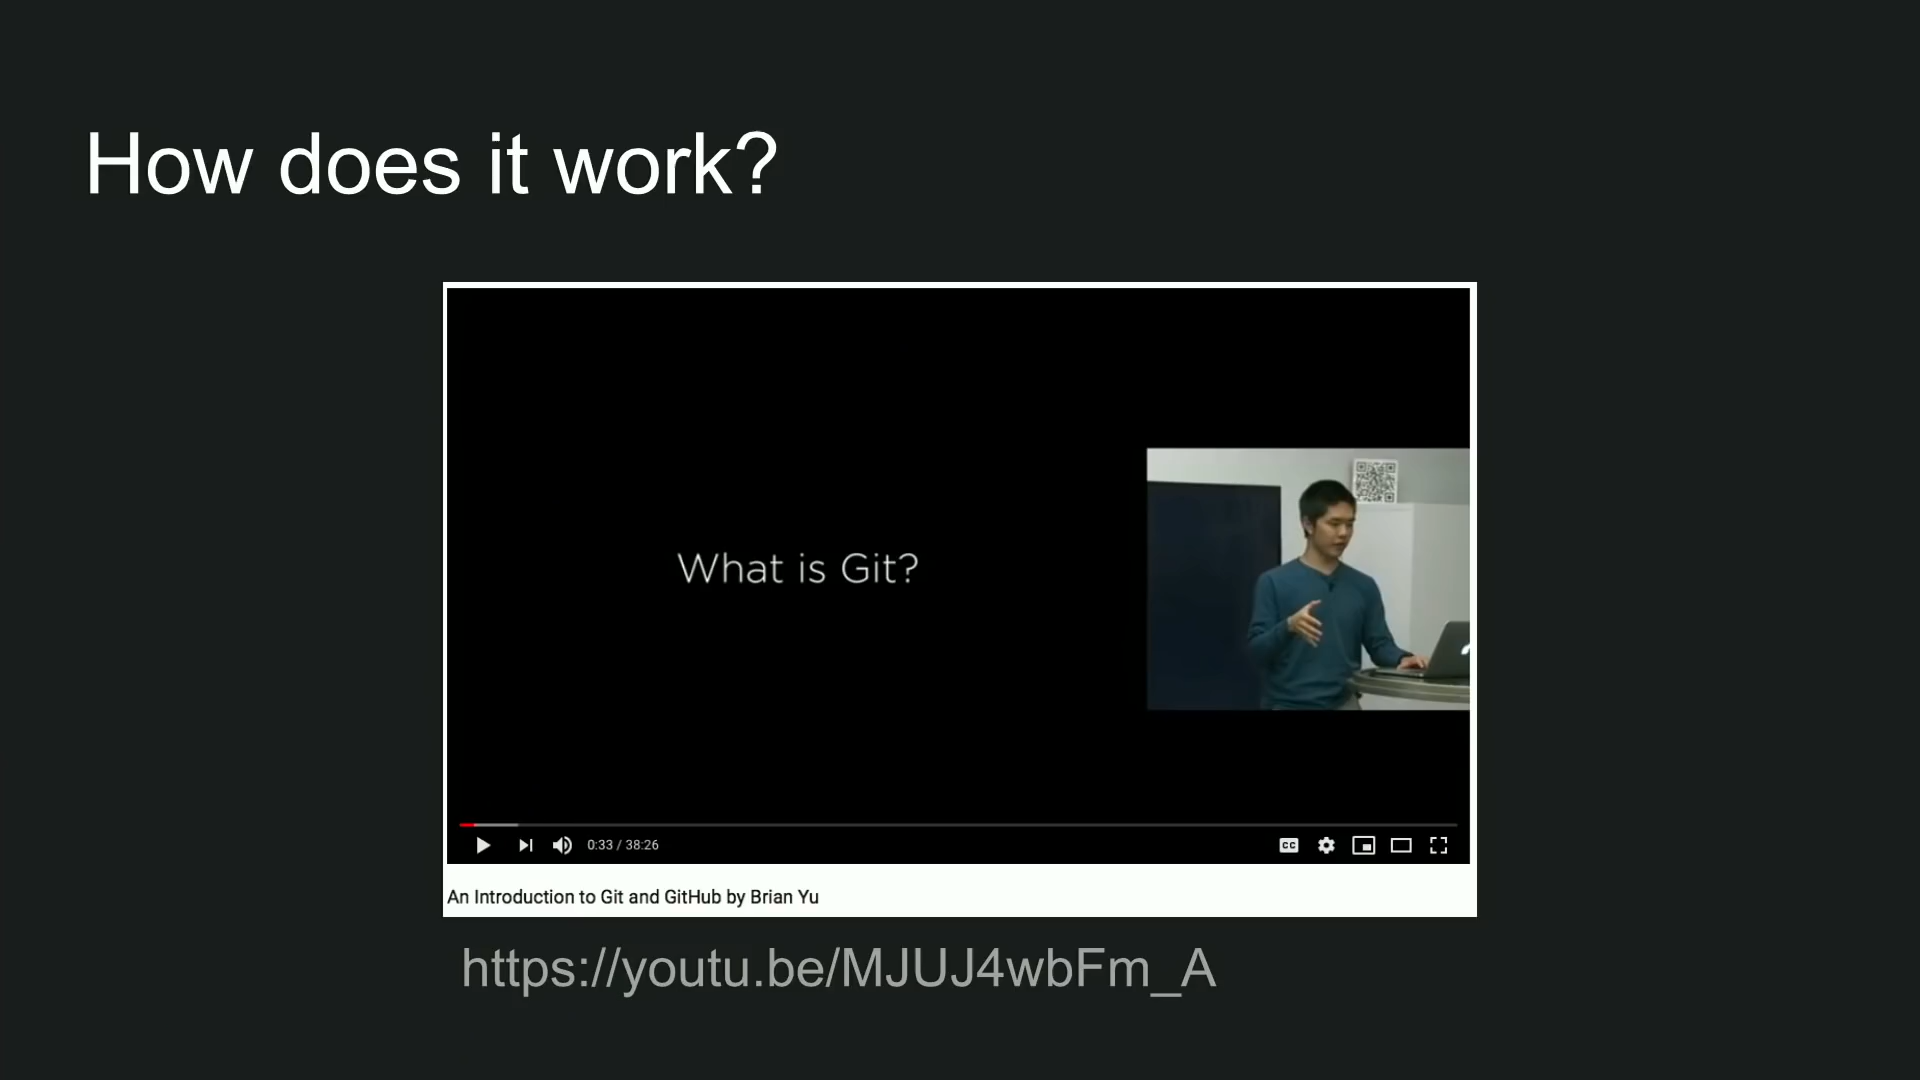 How does it work?
What is Git?
0:33 / 38:26
CC
An Introduction to Git and GitHub by Brian Yu
https://youtu.be/MJUJ4wbFm_A